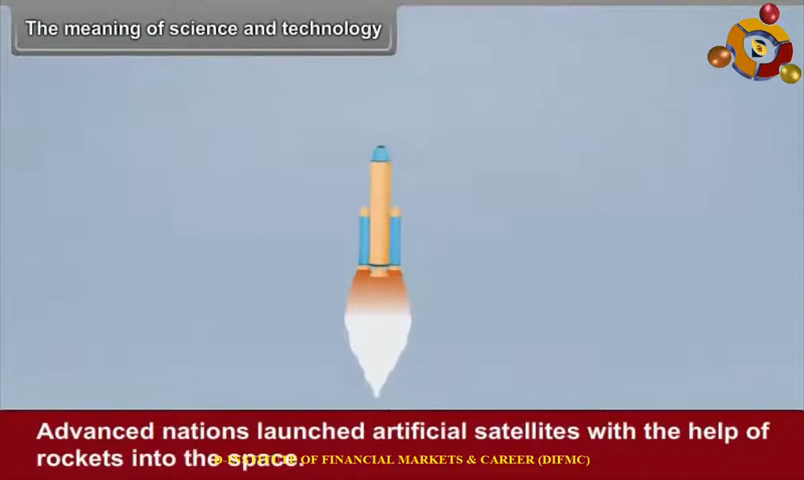 The meaning of science and technology
Advanced nations launched artificial satellites with the help of
rockets into the space.
OF FINANCIAL MARKETS & CAREER (DIFMC)